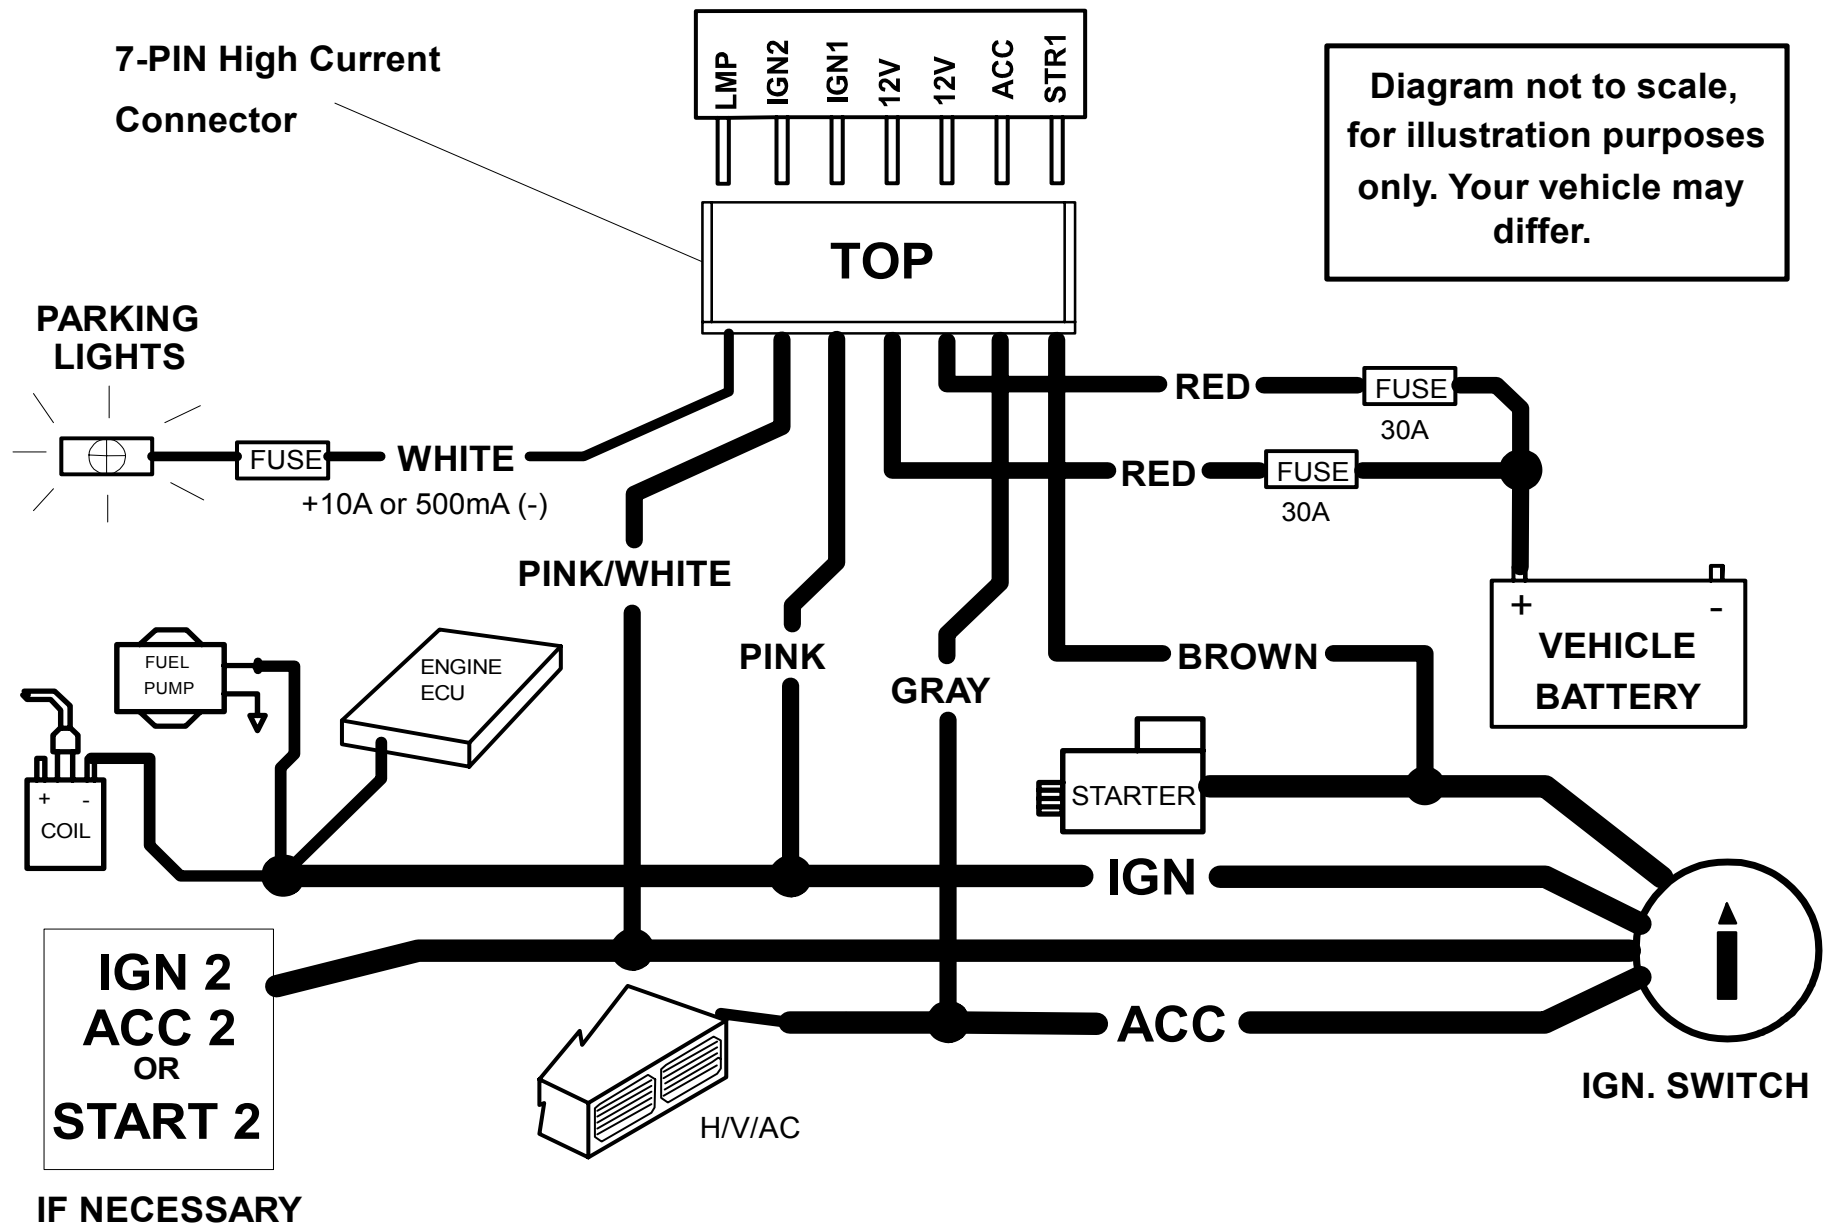 7-PIN High Current
Connector
LMP
IGN2
IGN1
12V
12V
ACC
STR1
Diagram not to scale,
for illustration purposes
only. Your vehicle may
differ.
TOP
PARKING
LIGHTS
FUSE
WHITE
+10A or 500mA (-)
RED
FUSE
30A
RED
FUSE
30A
PINK/WHITE
PINK
GRAY
BROWN
+ -
VEHICLE
BATTERY
FUEL
PUMP
ENGINE
ECU
+ -
COIL
STARTER
IGN
IGN 2
ACC 2
OR
START 2
IF NECESSARY
ACC
H/V/AC
IGN. SWITCH